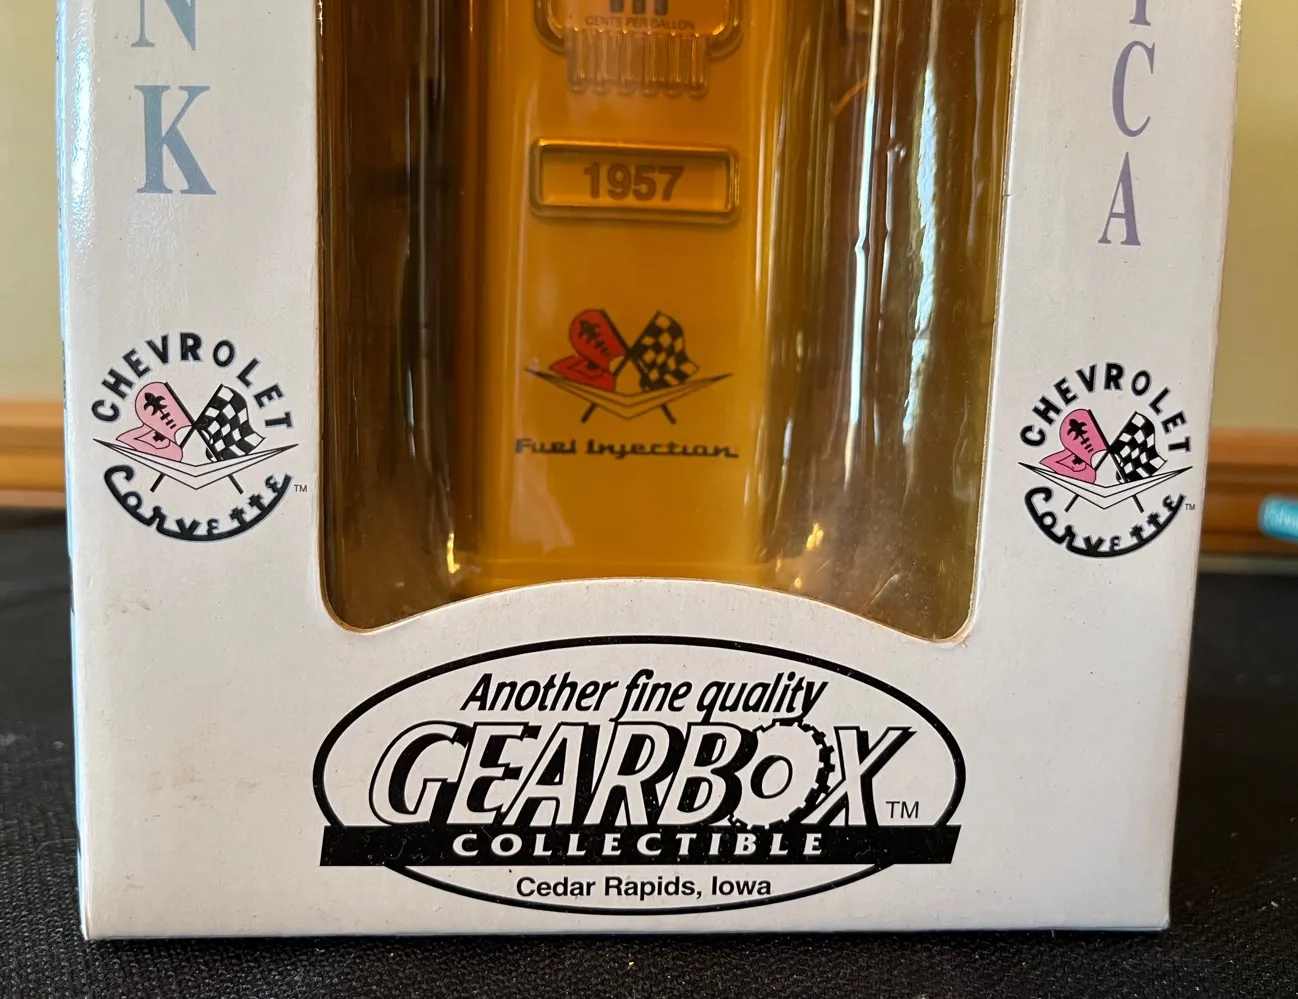 N
K
I
C
A
CENTS PER GALLON
1957
Fuel Injection
CHEVROLET
Corvette
TM
CHEVROLET
Corvette
TM
Another fine quality
GEARBOX
TM
COLLECTIBLE
Cedar Rapids, Iowa